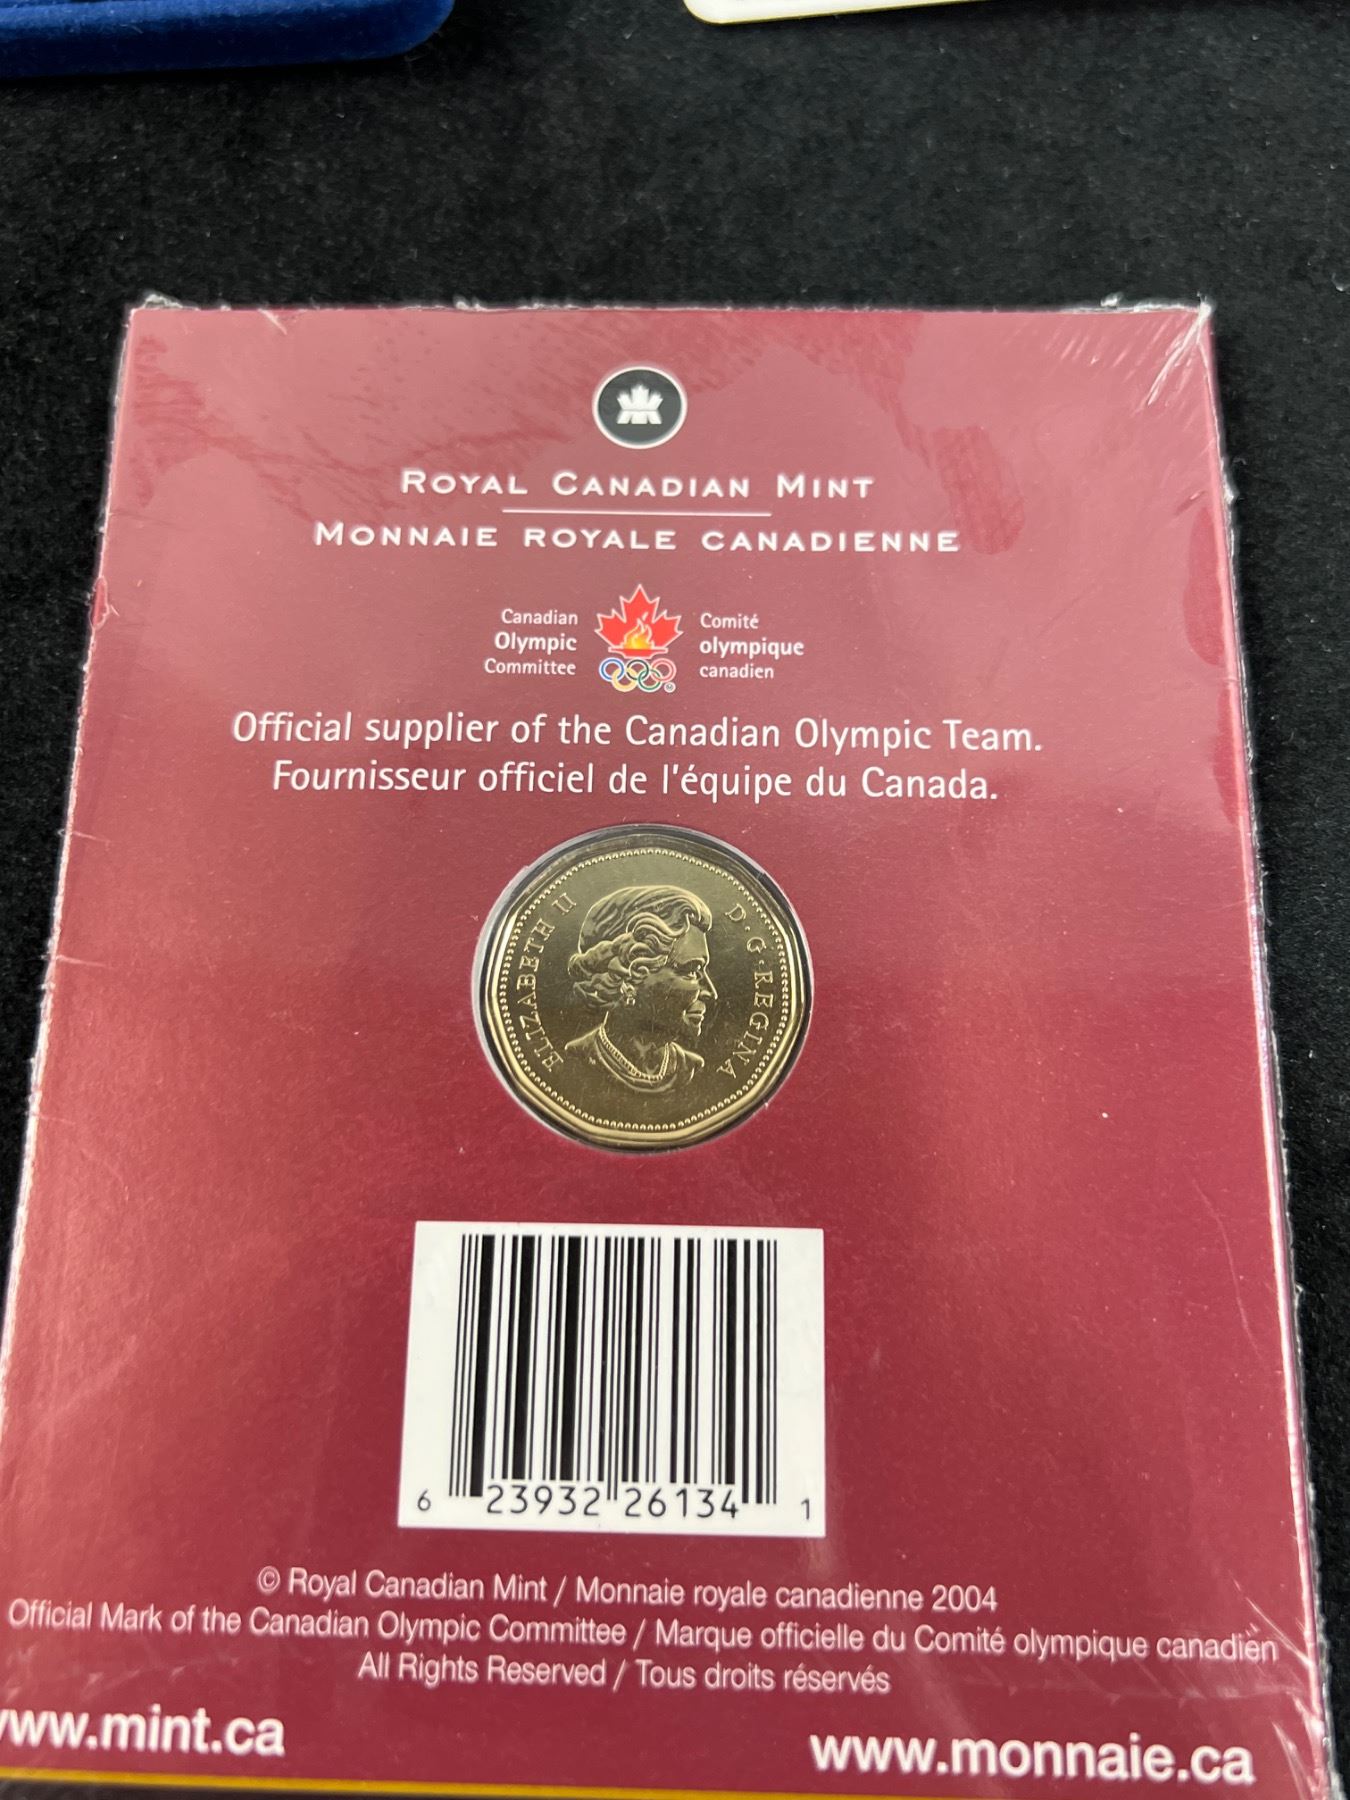 ROYAL CANADIAN MINT
MONNAIE ROYALE CANADIENNE
Canadian
Olympic
Committee
Comité
olympique
canadien
Official supplier of the Canadian Olympic Team.
Fournisseur officiel de l'équipe du Canada.
ELIZABETH II D·G·REGINA
6 23932 26134 1
© Royal Canadian Mint / Monnaie royale canadienne 2004
Official Mark of the Canadian Olympic Committee / Marque officielle du Comité olympique canadien
All Rights Reserved / Tous droits réservés
www.mint.ca
www.monnaie.ca